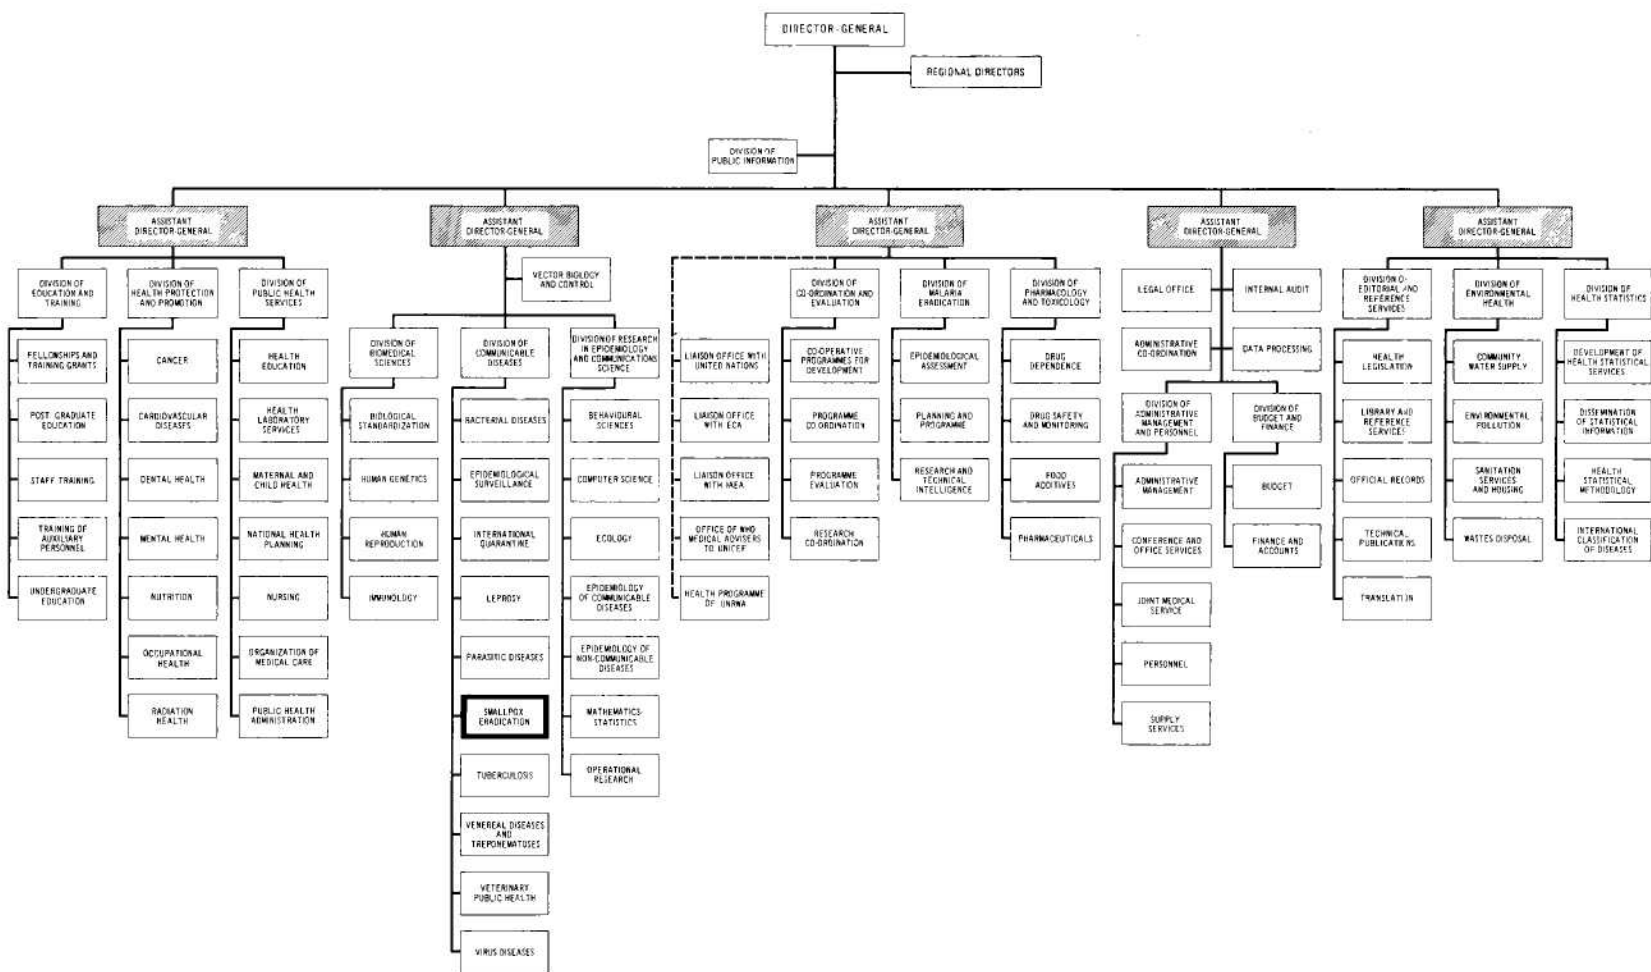 DIRECTOR-GENERAL
REGIONAL DIRECTORS
DIVISION OF
PUBLIC INFORMATION
ASSISTANT
DIRECTOR-GENERAL
ASSISTANT
DIRECTOR-GENERAL
ASSISTANT
DIRECTOR-GENERAL
ASSISTANT
DIRECTOR-GENERAL
ASSISTANT
DIRECTOR-GENERAL
DIVISION OF
EDUCATION AND
TRAINING
FELLOWSHIPS AND
TRAINING GRANTS
POST GRADUATE
EDUCATION
STAFF TRAINING
TRAINING OF
AUXILIARY
PERSONNEL
UNDERGRADUATE
EDUCATION
DIVISION OF
HEALTH PROTECTION
AND PROMOTION
CANCER
CARDIOVASCULAR
DISEASES
DENTAL HEALTH
MENTAL HEALTH
NUTRITION
OCCUPATIONAL
HEALTH
RADIATION
HEALTH
DIVISION OF
PUBLIC HEALTH
SERVICES
HEALTH
EDUCATION
HEALTH
LABORATORY
SERVICES
MATERNAL AND
CHILD HEALTH
NATIONAL HEALTH
PLANNING
NURSING
ORGANIZATION OF
MEDICAL CARE
PUBLIC HEALTH
ADMINISTRATION
VECTOR BIOLOGY
AND CONTROL
DIVISION OF
BIOMEDICAL
SCIENCES
BIOLOGICAL
STANDARDIZATION
HUMAN GENETICS
HUMAN
REPRODUCTION
IMMUNOLOGY
DIVISION OF
COMMUNICABLE
DISEASES
BACTERIAL DISEASES
EPIDEMIOLOGICAL
SURVEILLANCE
INTERNATIONAL
QUARANTINE
LEPROSY
PARASITIC DISEASES
SMALLPOX
ERADICATION
TUBERCULOSIS
VENEREAL DISEASES
AND
TREPONEMATOSES
VETERINARY
PUBLIC HEALTH
VIRUS DISEASES
DIVISION OF RESEARCH
IN EPIDEMIOLOGY
AND COMMUNICATIONS
SCIENCE
BEHAVIOURAL
SCIENCES
COMPUTER SCIENCE
ECOLOGY
EPIDEMIOLOGY
OF COMMUNICABLE
DISEASES
EPIDEMIOLOGY OF
NON-COMMUNICABLE
DISEASES
MATHEMATICS-
STATISTICS
OPERATIONAL
RESEARCH
LIAISON OFFICE WITH
UNITED NATIONS
LIAISON OFFICE
WITH ECA
LIAISON OFFICE
WITH IAEA
OFFICE OF WHO
MEDICAL ADVISERS
TO UNICEF
HEALTH PROGRAMME
OF UNRWA
DIVISION OF
CO-ORDINATION AND
EVALUATION
CO-OPERATIVE
PROGRAMMES FOR
DEVELOPMENT
PROGRAMME
CO-ORDINATION
PROGRAMME
EVALUATION
RESEARCH
CO-ORDINATION
DIVISION OF
MALARIA
ERADICATION
EPIDEMIOLOGICAL
ASSESSMENT
PLANNING AND
PROGRAMME
RESEARCH AND
TECHNICAL
INTELLIGENCE
DIVISION OF
PHARMACOLOGY
AND TOXICOLOGY
DRUG
DEPENDENCE
DRUG SAFETY
AND MONITORING
FOOD
ADDITIVES
PHARMACEUTICALS
LEGAL OFFICE
INTERNAL AUDIT
ADMINISTRATIVE
CO-ORDINATION
DATA PROCESSING
DIVISION OF
ADMINISTRATIVE
MANAGEMENT
AND PERSONNEL
ADMINISTRATIVE
MANAGEMENT
CONFERENCE AND
OFFICE SERVICES
JOINT MEDICAL
SERVICE
PERSONNEL
SUPPLY
SERVICES
DIVISION OF
BUDGET AND
FINANCE
BUDGET
FINANCE AND
ACCOUNTS
DIVISION OF
EDITORIAL AND
REFERENCE
SERVICES
HEALTH
LEGISLATION
LIBRARY AND
REFERENCE
SERVICES
OFFICIAL RECORDS
TECHNICAL
PUBLICATIONS
TRANSLATION
DIVISION OF
ENVIRONMENTAL
HEALTH
COMMUNITY
WATER SUPPLY
ENVIRONMENTAL
POLLUTION
SANITATION
SERVICES
AND HOUSING
WASTES DISPOSAL
DIVISION OF
HEALTH STATISTICS
DEVELOPMENT OF
HEALTH STATISTICAL
SERVICES
DISSEMINATION
OF STATISTICAL
INFORMATION
HEALTH
STATISTICAL
METHODOLOGY
INTERNATIONAL
CLASSIFICATION
OF DISEASES